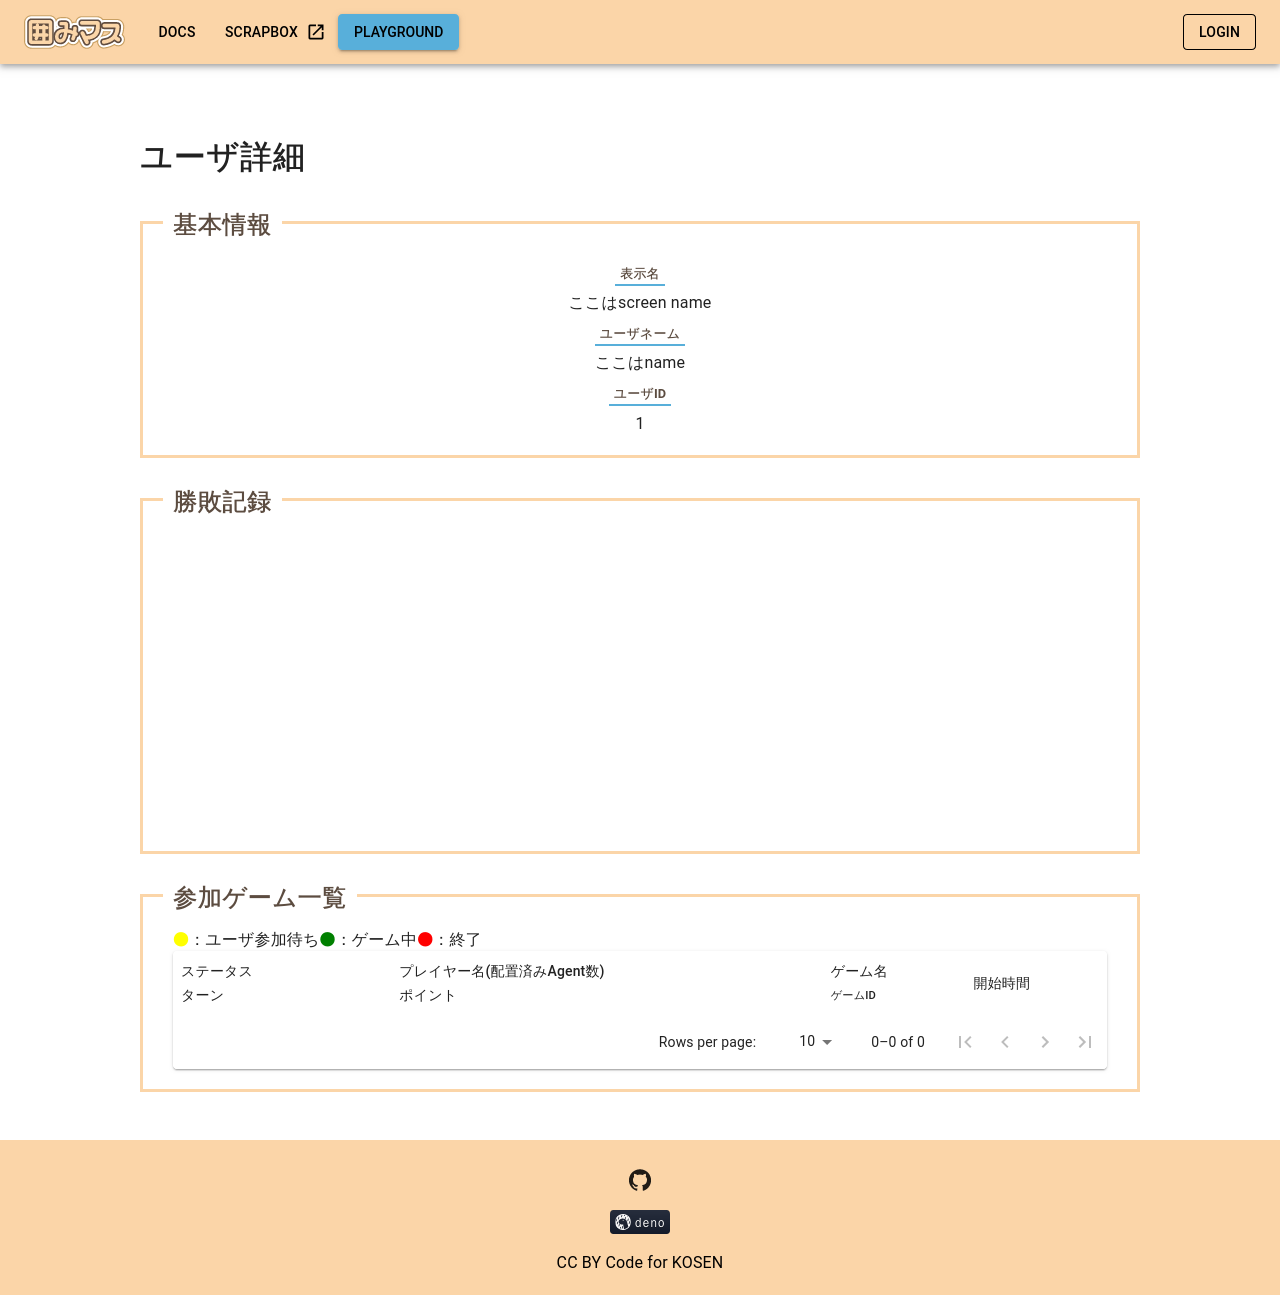 囲みマス
DOCS
SCRAPBOX
PLAYGROUND
LOGIN
ユーザ詳細
基本情報
表示名
ここはscreen name
ユーザネーム
ここはname
ユーザID
1
勝敗記録
参加ゲーム一覧
：ユーザ参加待ち：ゲーム中：終了
ステータス プレイヤー名(配置済みAgent数) ゲーム名
開始時間
ターン ポイント ゲームID
Rows per page: 10 0–0 of 0
deno
CC BY Code for KOSEN